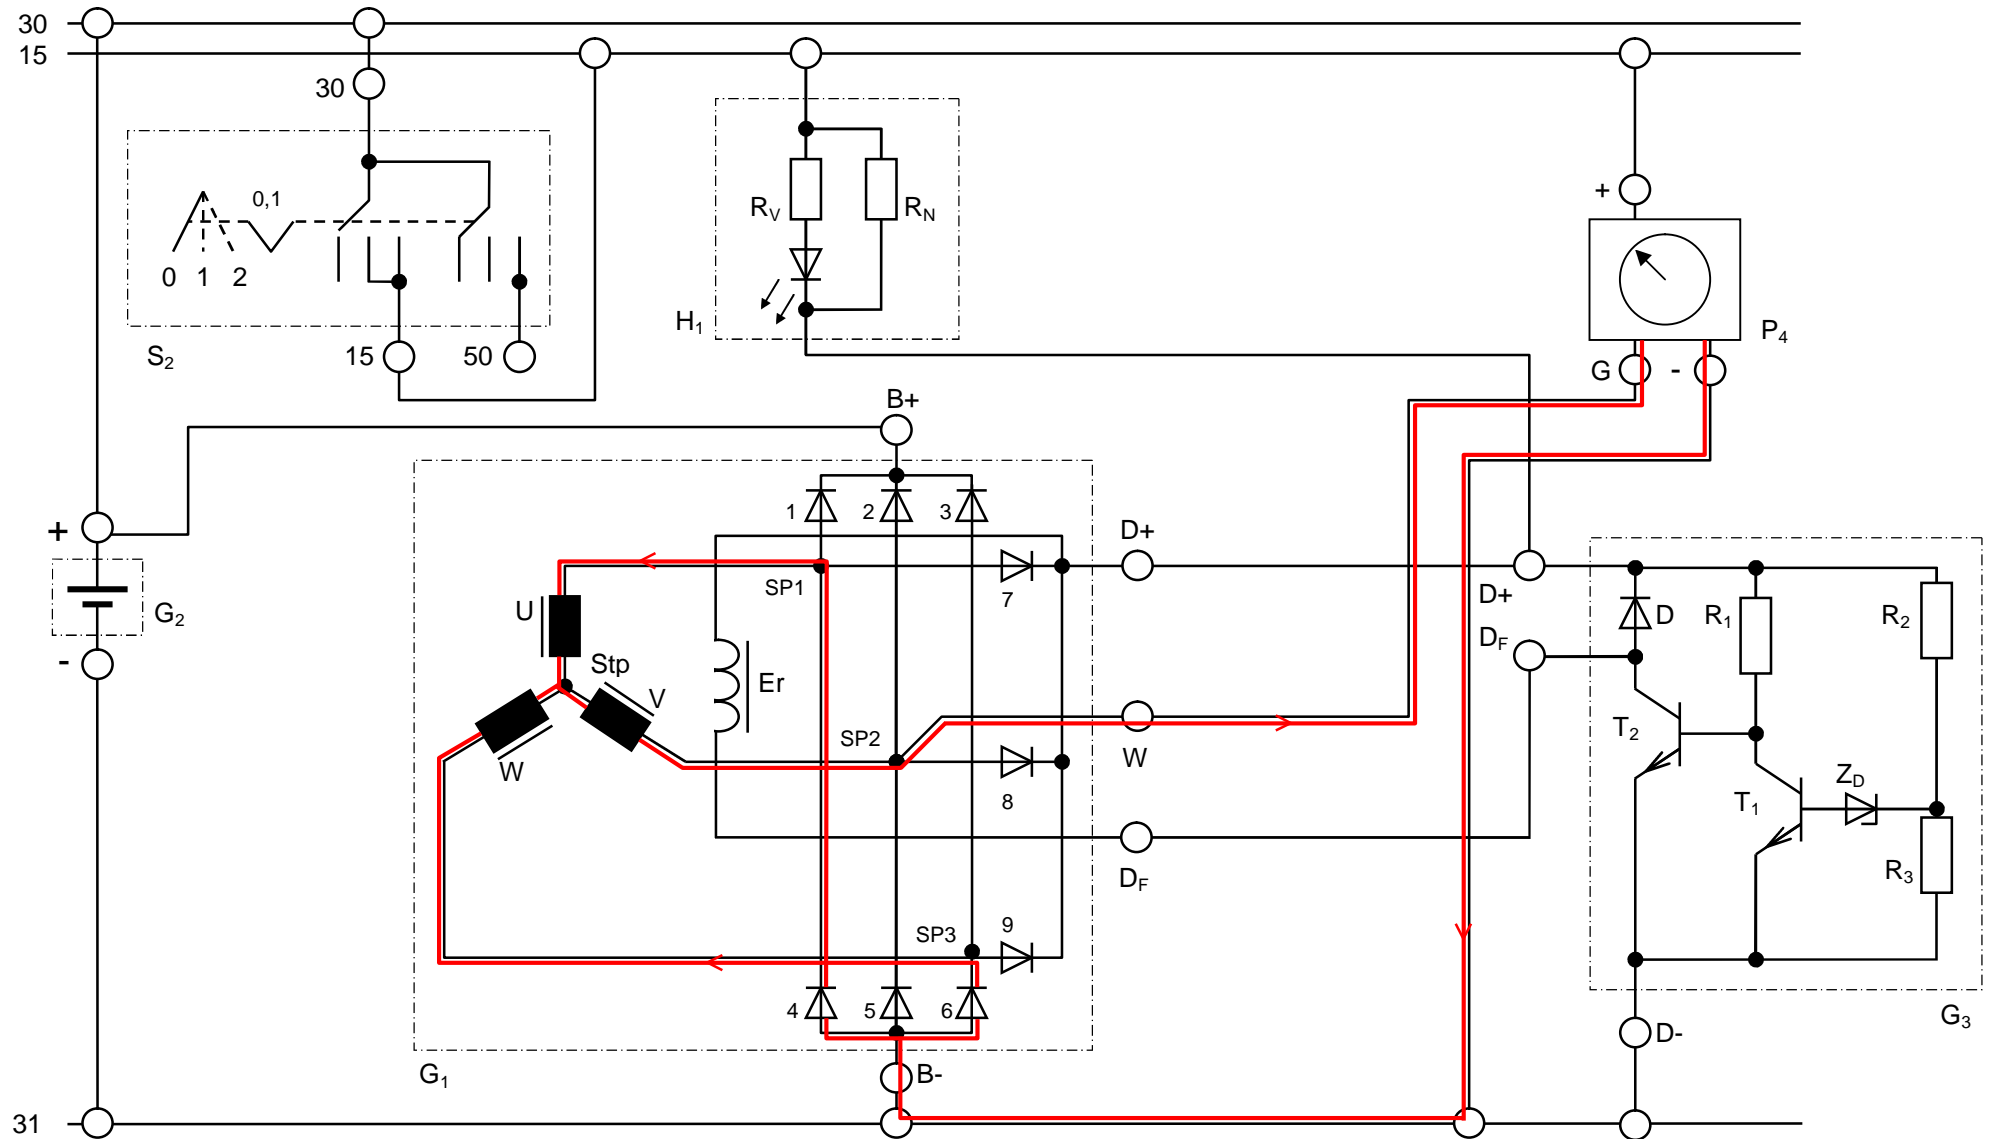 30
15
30
0,1
0 1 2
S2
15
50
RV
RN
H1
+
P4
G
-
B+
1
2
3
+
G2
-
SP1
7
D+
D+
DF
U
Stp
V
W
Er
SP2
W
8
DF
SP3
9
4
5
6
G1
B-
D
R1
R2
T2
T1
ZD
R3
G3
D-
31